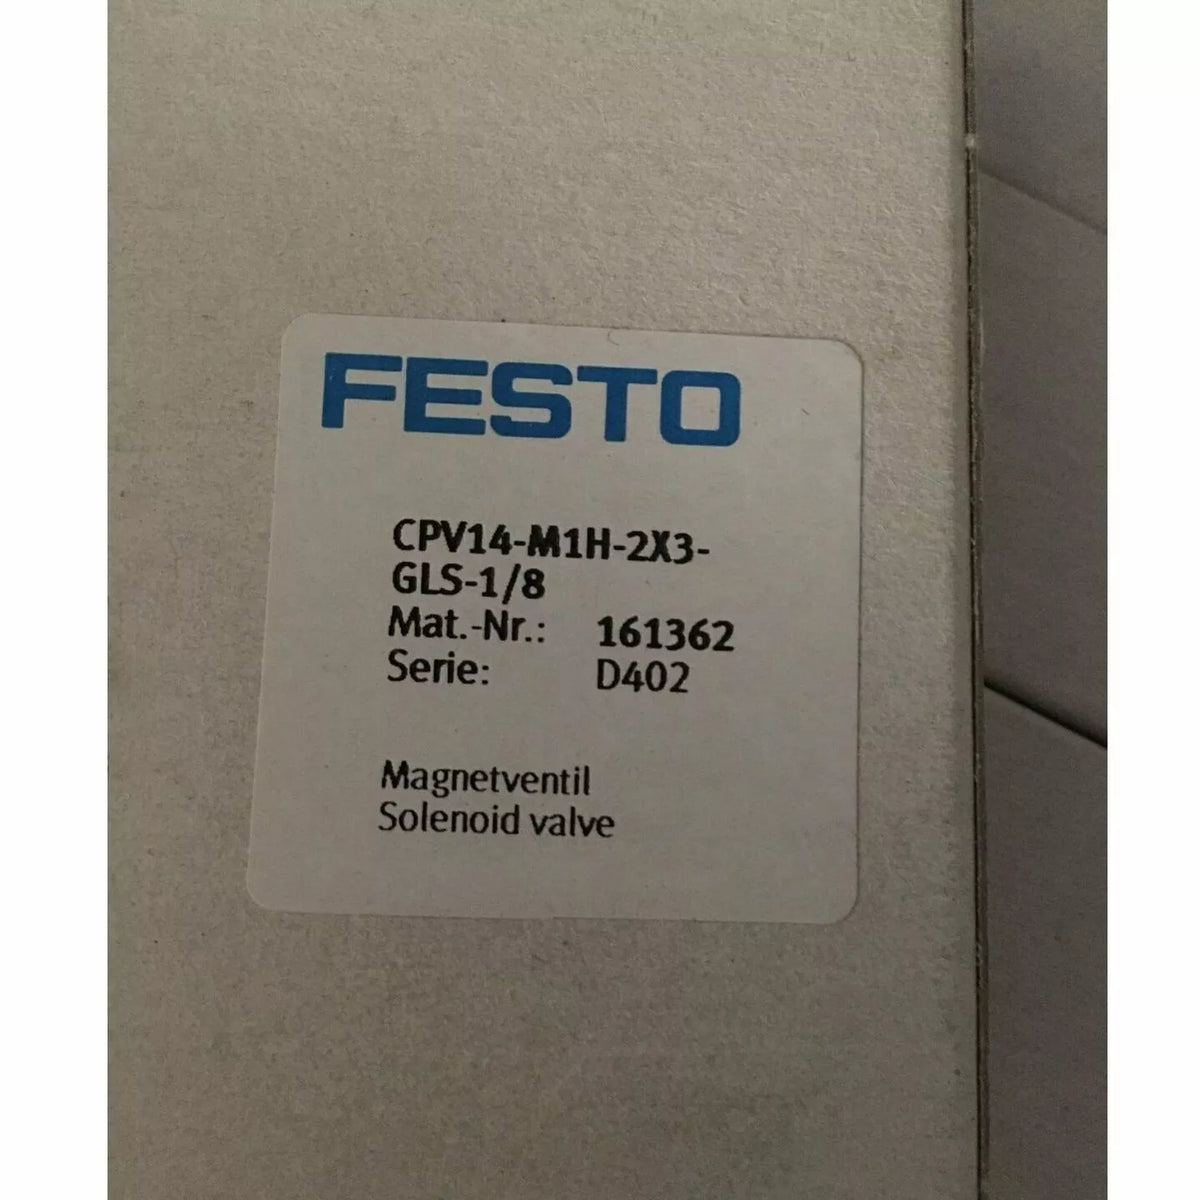 FESTO
CPV14-M1H-2X3-
GLS-1/8
Mat.-Nr.: 161362
Serie: D402
Magnetventil
Solenoid valve